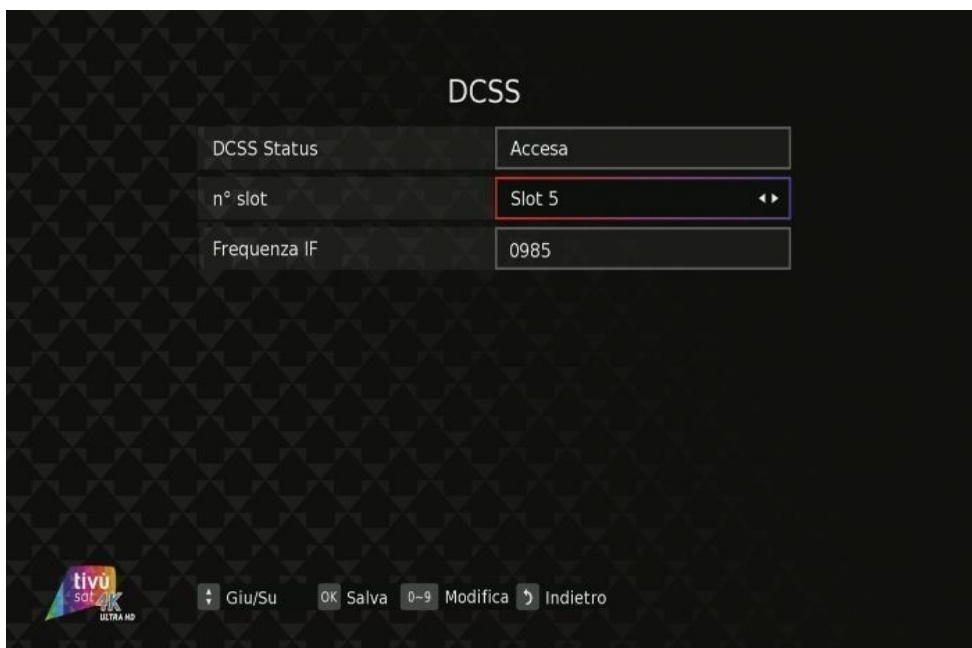 DCSS
DCSS Status Accesa
n° slot Slot 5
Frequenza IF 0985
tivù
sat 4K
ULTRA HD
Giu/Su OK Salva 0~9 Modifica Indietro